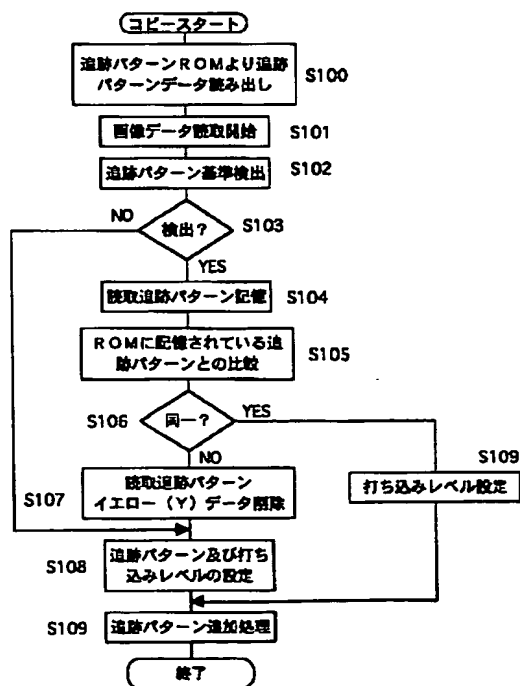 コピースタート
追跡パターンROMより追跡
パターンデータ読み出し
S100
画像データ読取開始
S101
追跡パターン基準検出
S102
NO
検出?
S103
YES
読取追跡パターン記憶
S104
ROMに記憶されている追
跡パターンとの比較
S105
S106
同一?
YES
NO
S109
打ち込みレベル設定
読取追跡パターン
イエロー(Y)データ削除
S107
追跡パターン及び打ち
込みレベルの設定
S108
S109
追跡パターン追加処理
終了